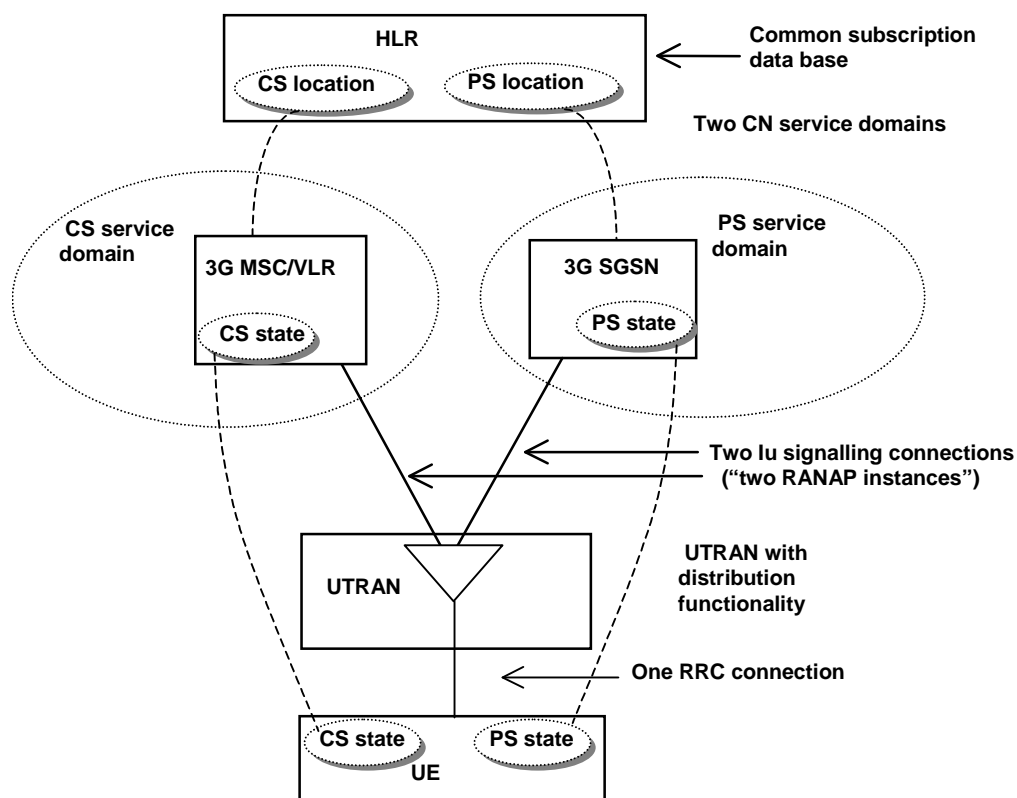 HLR
Common subscription
data base
CS location
PS location
Two CN service domains
CS service
domain
PS service
domain
3G MSC/VLR
3G SGSN
CS state
PS state
Two Iu signalling connections
(“two RANAP instances”)
UTRAN with
distribution
functionality
UTRAN
One RRC connection
CS state
PS state
UE